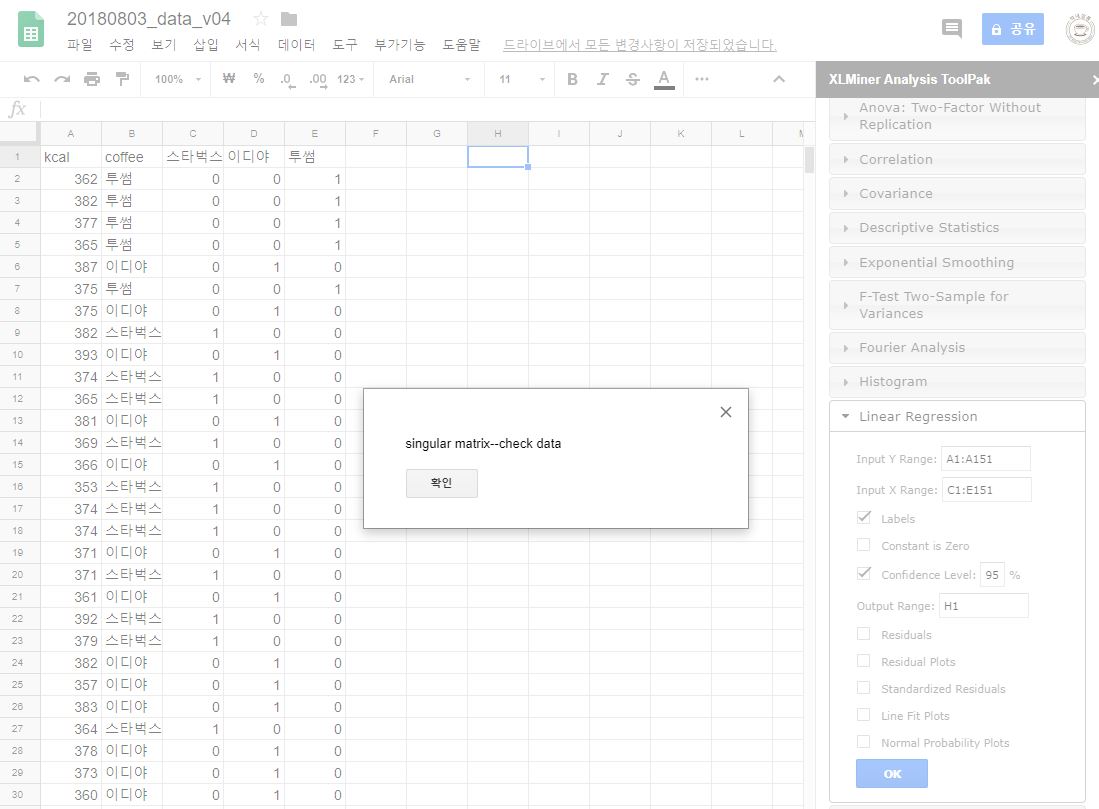 20180803_data_v04
파일 수정 보기 삽입 서식 데이터 도구 부가기능 도움말 드라이브에서 모든 변경사항이 저장되었습니다.
공유
100% ₩ % .0 .00 123 Arial 11 B I S A
XLMiner Analysis ToolPak
fx
A B C D E F G H I J K L M
1 kcal coffee 스타벅스 이디야 투썸
2 362 투썸 0 0 1
3 382 투썸 0 0 1
4 377 투썸 0 0 1
5 365 투썸 0 0 1
6 387 이디야 0 1 0
7 375 투썸 0 0 1
8 375 이디야 0 1 0
9 382 스타벅스 1 0 0
10 393 이디야 0 1 0
11 374 스타벅스 1 0 0
12 365 스타벅스 1 0 0
13 381 이디야 0 1 0
14 369 스타벅스 1 0 0
15 366 이디야 0 1 0
16 353 스타벅스 1 0 0
17 374 스타벅스 1 0 0
18 374 스타벅스 1 0 0
19 371 이디야 0 1 0
20 371 스타벅스 1 0 0
21 361 이디야 0 1 0
22 392 스타벅스 1 0 0
23 379 스타벅스 1 0 0
24 382 이디야 0 1 0
25 357 이디야 0 1 0
26 383 이디야 0 1 0
27 364 스타벅스 1 0 0
28 378 이디야 0 1 0
29 373 이디야 0 1 0
30 360 이디야 0 1 0
singular matrix--check data
확인
Anova: Two-Factor Without
Replication
Correlation
Covariance
Descriptive Statistics
Exponential Smoothing
F-Test Two-Sample for
Variances
Fourier Analysis
Histogram
Linear Regression
Input Y Range: A1:A151
Input X Range: C1:E151
Labels
Constant is Zero
Confidence Level: 95 %
Output Range: H1
Residuals
Residual Plots
Standardized Residuals
Line Fit Plots
Normal Probability Plots
OK